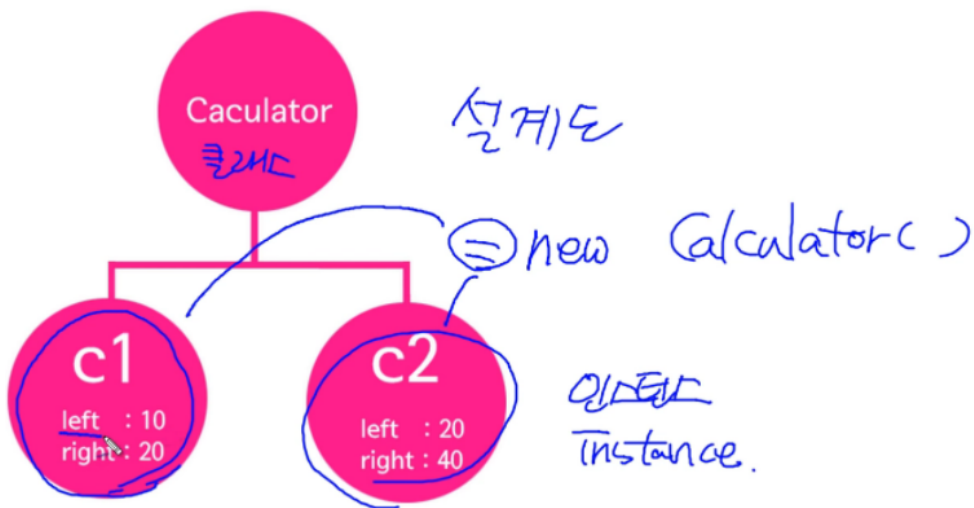 Caculator
클래스
설계도
= new Calculator()
c1
left : 10
right : 20
c2
left : 20
right : 40
인스턴스
Instance.